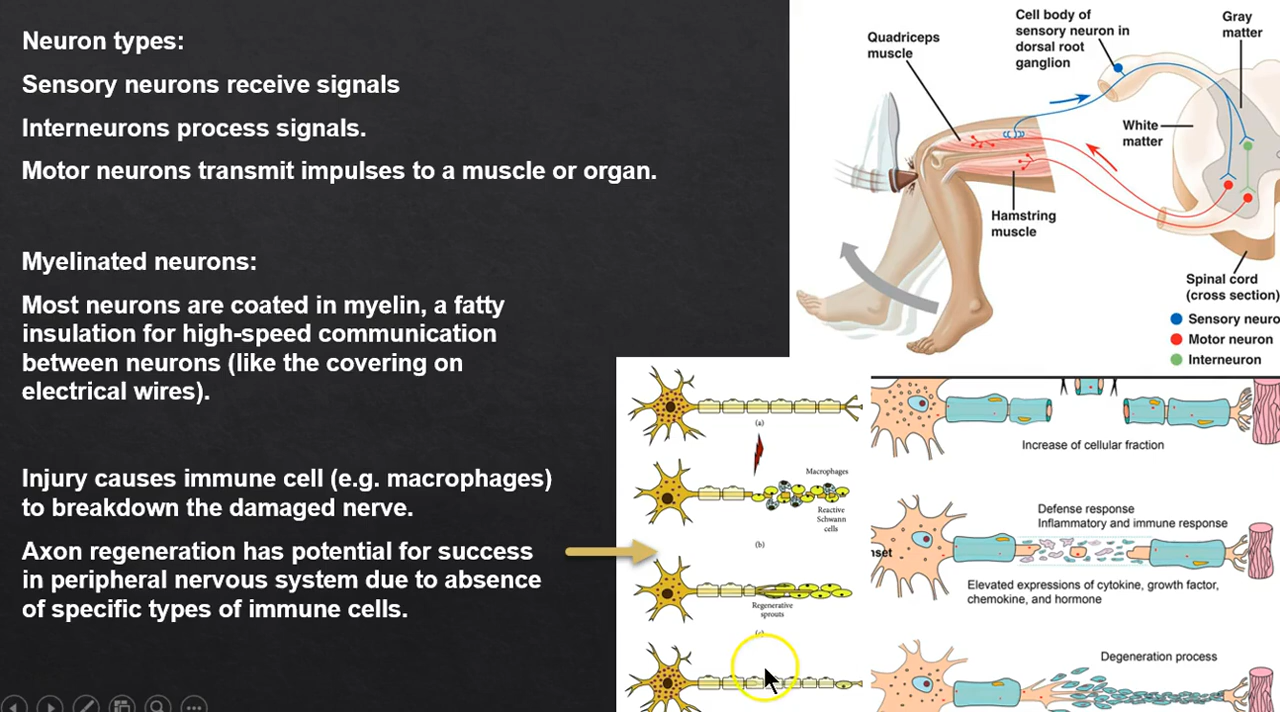 Neuron types:
Sensory neurons receive signals
Interneurons process signals.
Motor neurons transmit impulses to a muscle or organ.
Myelinated neurons:
Most neurons are coated in myelin, a fatty
insulation for high-speed communication
between neurons (like the covering on
electrical wires).
Injury causes immune cell (e.g. macrophages)
to breakdown the damaged nerve.
Axon regeneration has potential for success
in peripheral nervous system due to absence
of specific types of immune cells.
Quadriceps
muscle
Cell body of
sensory neuron in
dorsal root
ganglion
Gray
matter
White
matter
Hamstring
muscle
Spinal cord
(cross section)
Sensory neuro
Motor neuron
Interneuron
(a)
Macrophages
Reactive
Schwann
cells
(b)
Regenerative
sprouts
(c)
Increase of cellular fraction
Defense response
Inflammatory and immune response
nset
Elevated expressions of cytokine, growth factor,
chemokine, and hormone
Degeneration process